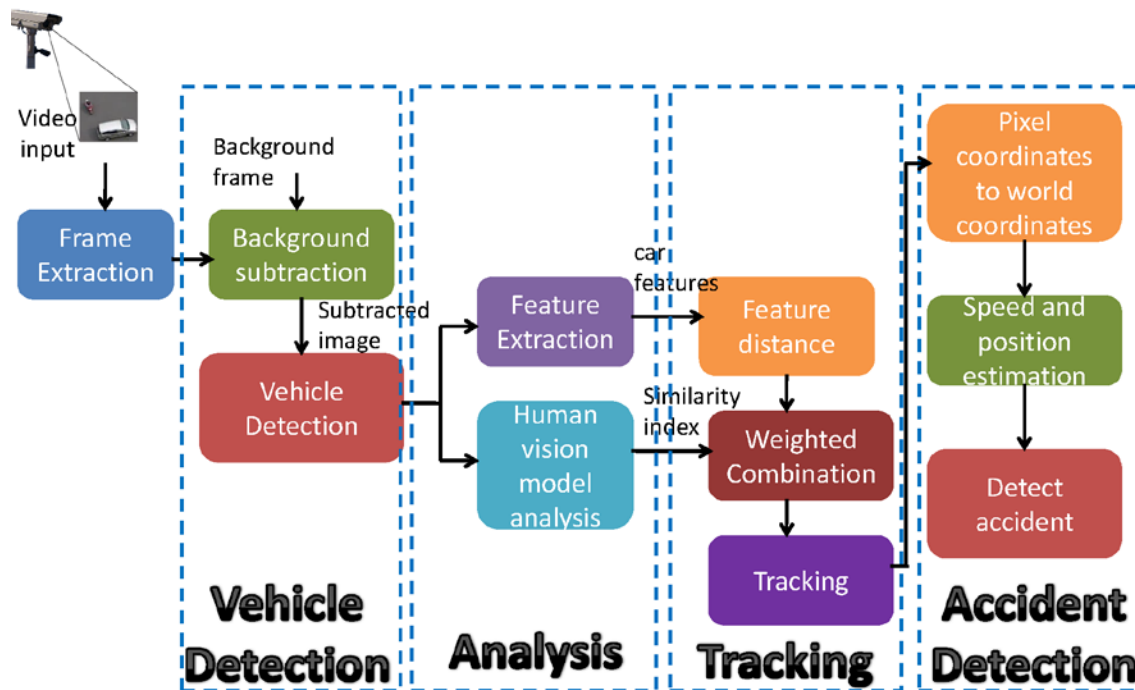 Video
input
Frame
Extraction
Background
frame
Background
subtraction
Subtracted
image
Vehicle
Detection
Vehicle
Detection
Feature
Extraction
car
features
Human
vision
model
analysis
Similarity
index
Analysis
Feature
distance
Weighted
Combination
Tracking
Tracking
Pixel
coordinates
to world
coordinates
Speed and
position
estimation
Detect
accident
Accident
Detection